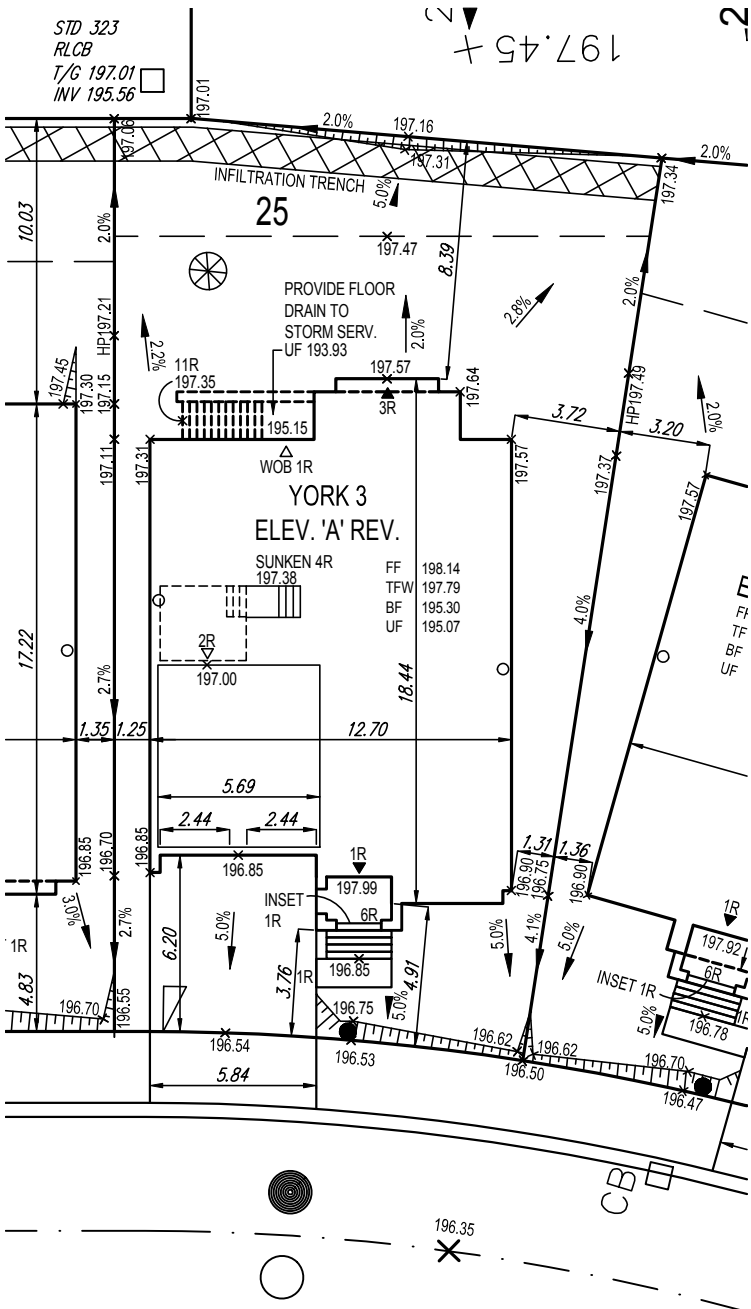 STD 323
RLCB
T/G 197.01
INV 195.56
197.45 +
197.01
197.06
2.0%
197.16
197.31
2.0%
197.34
INFILTRATION TRENCH
5.0%
25
10.03
2.0%
197.47
8.39
2.8%
2.0%
HP197.21
PROVIDE FLOOR
DRAIN TO
STORM SERV.
UF 193.93
2.2%
2.0%
197.45
197.30
197.15
11R
197.35
197.57
3R
197.64
HP197.49
2.0%
197.11
197.31
195.15
WOB 1R
3.72
3.20
197.57
197.37
197.57
YORK 3
ELEV. 'A' REV.
SUNKEN 4R
197.38
FF 198.14
TFW 197.79
BF 195.30
UF 195.07
4.0%
FF
TF
BF
UF
17.22
2R
197.00
2.7%
18.44
1.35
1.25
12.70
5.69
2.44
2.44
196.85
196.70
196.85
196.85
1R
197.99
1.31
1.36
196.90
196.75
196.90
3.0%
2.7%
INSET
1R
6R
1R
197.92
1R
4.83
6.20
5.0%
3.76
1R
196.85
4.91
5.0%
4.1%
5.0%
INSET 1R
6R
1R
196.70
196.55
5.0%
196.75
196.78
5.0%
196.54
196.53
196.62
196.62
196.50
196.70
196.47
5.84
CB
196.35